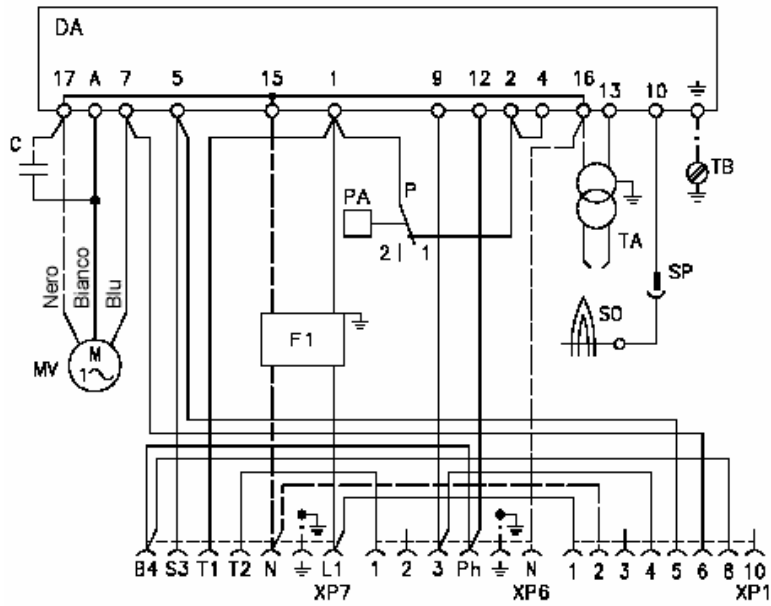 DA
17 A 7 5 15 1 9 12 2 4 16 13 10
C
TB
PA
P
2 | 1
TA
SP
Nero
Bianco
Blu
F1
SO
M
1~
MV
B4 S3 T1 T2 N L1 1 2 3 Ph N 1 2 3 4 5 6 8 10
XP7 XP6 XP1